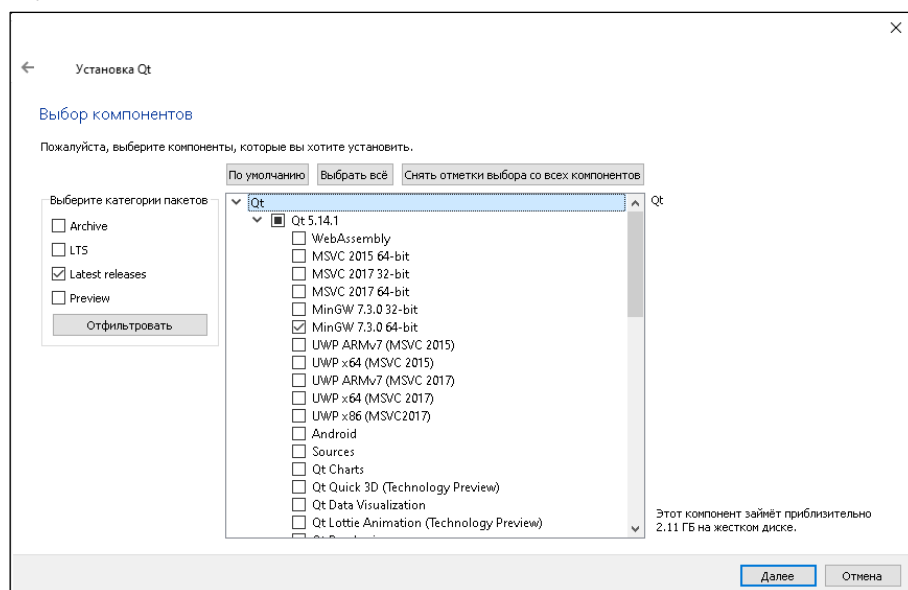 Установка Qt
Выбор компонентов
Пожалуйста, выберите компоненты, которые вы хотите установить.
По умолчанию Выбрать всё Снять отметки выбора со всех компонентов
Выберите категории пакетов
Archive
LTS
Latest releases
Preview
Отфильтровать
Qt
Qt 5.14.1
WebAssembly
MSVC 2015 64-bit
MSVC 2017 32-bit
MSVC 2017 64-bit
MinGW 7.3.0 32-bit
MinGW 7.3.0 64-bit
UWP ARMv7 (MSVC 2015)
UWP x64 (MSVC 2015)
UWP ARMv7 (MSVC 2017)
UWP x64 (MSVC 2017)
UWP x86 (MSVC2017)
Android
Sources
Qt Charts
Qt Quick 3D (Technology Preview)
Qt Data Visualization
Qt Lottie Animation (Technology Preview)
Qt
Этот компонент займёт приблизительно
2.11 ГБ на жестком диске.
Далее Отмена